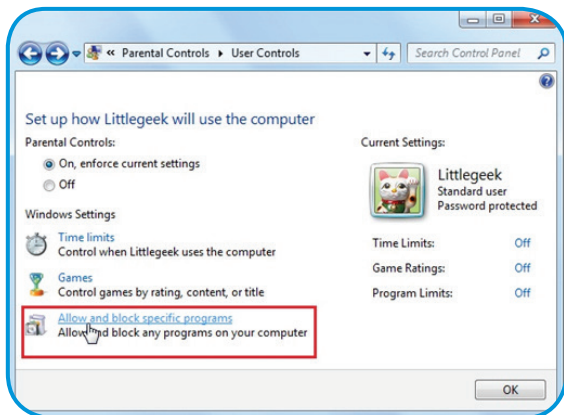 « Parental Controls ▸ User Controls
Search Control Panel
Set up how Littlegeek will use the computer
Parental Controls:
On, enforce current settings
Off
Windows Settings
Time limits
Control when Littlegeek uses the computer
Games
Control games by rating, content, or title
Allow and block specific programs
Allow and block any programs on your computer
Current Settings:
Littlegeek
Standard user
Password protected
Time Limits: Off
Game Ratings: Off
Program Limits: Off
OK